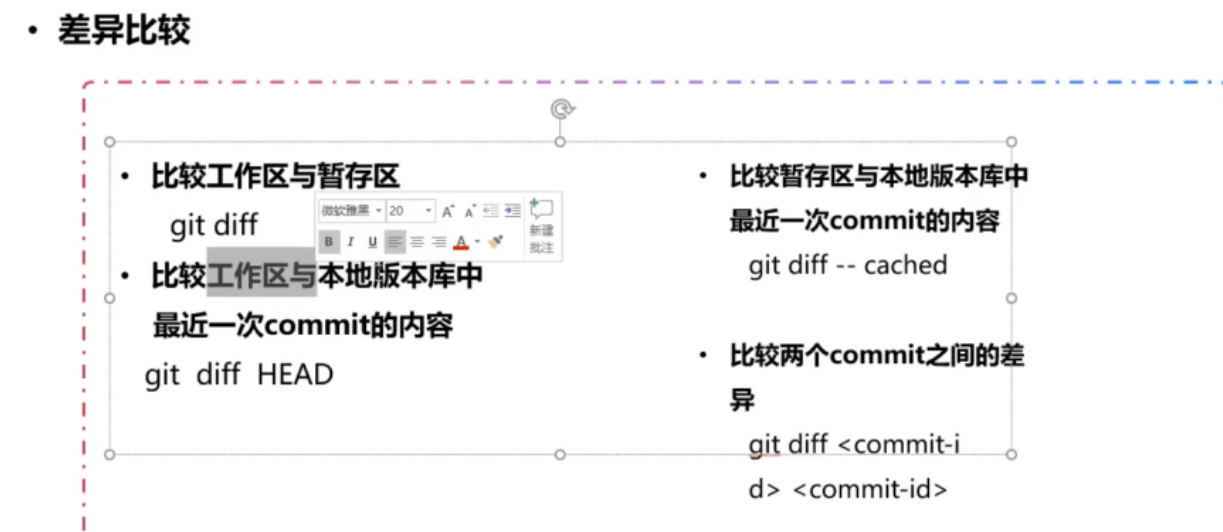 • 差异比较
• 比较工作区与暂存区
git diff
微软雅黑 20
B I U A
新建
批注
• 比较工作区与本地版本库中
最近一次commit的内容
git diff HEAD
• 比较暂存区与本地版本库中
最近一次commit的内容
git diff -- cached
• 比较两个commit之间的差
异
git diff <commit-i
d> <commit-id>